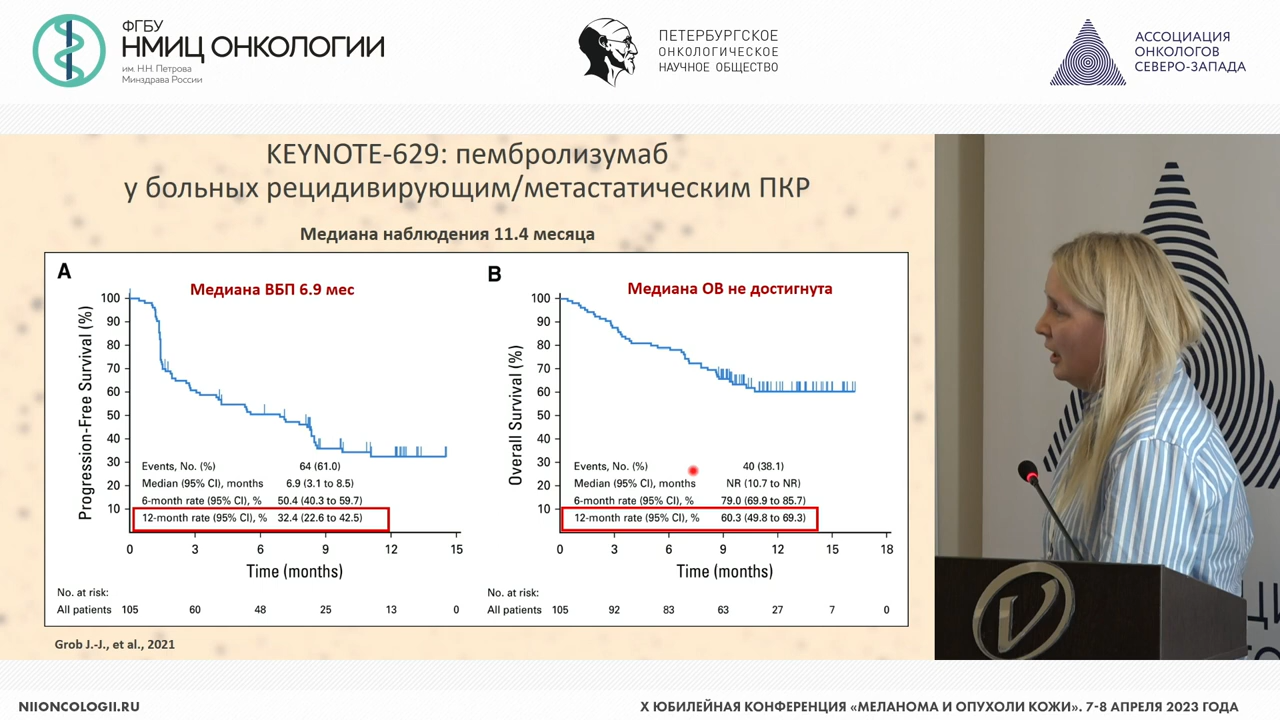 ФГБУ
НМИЦ ОНКОЛОГИИ
им. Н.Н. Петрова
Минздрава России
ПЕТЕРБУРГСКОЕ
ОНКОЛОГИЧЕСКОЕ
НАУЧНОЕ ОБЩЕСТВО
АССОЦИАЦИЯ
ОНКОЛОГОВ
СЕВЕРО-ЗАПАДА
KEYNOTE-629: пембролизумаб
у больных рецидивирующим/метастатическим ПКР
Медиана наблюдения 11.4 месяца
A
Медиана ВБП 6.9 мес
Progression-Free Survival (%)
100
90
80
70
60
50
40
30
20
10
Events, No. (%) 64 (61.0)
Median (95% CI), months 6.9 (3.1 to 8.5)
6-month rate (95% CI), % 50.4 (40.3 to 59.7)
12-month rate (95% CI), % 32.4 (22.6 to 42.5)
0 3 6 9 12 15
Time (months)
No. at risk:
All patients 105 60 48 25 13 0
B
Медиана ОВ не достигнута
Overall Survival (%)
100
90
80
70
60
50
40
30
20
10
Events, No. (%) 40 (38.1)
Median (95% CI), months NR (10.7 to NR)
6-month rate (95% CI), % 79.0 (69.9 to 85.7)
12-month rate (95% CI), % 60.3 (49.8 to 69.3)
0 3 6 9 12 15 18
Time (months)
No. at risk:
All patients 105 92 83 63 27 7 0
Grob J.-J., et al., 2021
V
NIIONCOLOGII.RU
X ЮБИЛЕЙНАЯ КОНФЕРЕНЦИЯ «МЕЛАНОМА И ОПУХОЛИ КОЖИ». 7-8 АПРЕЛЯ 2023 ГОДА